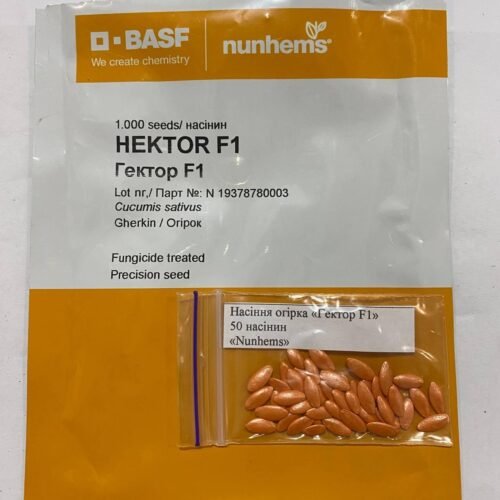 BASF
We create chemistry
nunhems®
1.000 seeds/ насінин
HEKTOR F1
Гектор F1
Lot nr,/ Парт №: N 19378780003
Cucumis sativus
Gherkin / Огірок
Fungicide treated
Precision seed
Насіння огірка «Гектор F1»
50 насінин
«Nunhems»